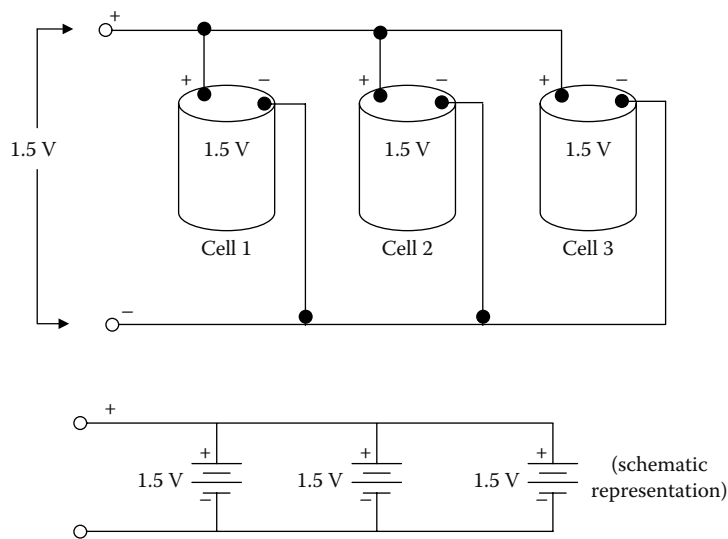 +
+ − + − + −
1.5 V 1.5 V 1.5 V 1.5 V
Cell 1 Cell 2 Cell 3
−
+
+ + +
1.5 V 1.5 V 1.5 V (schematic
representation)
− − −